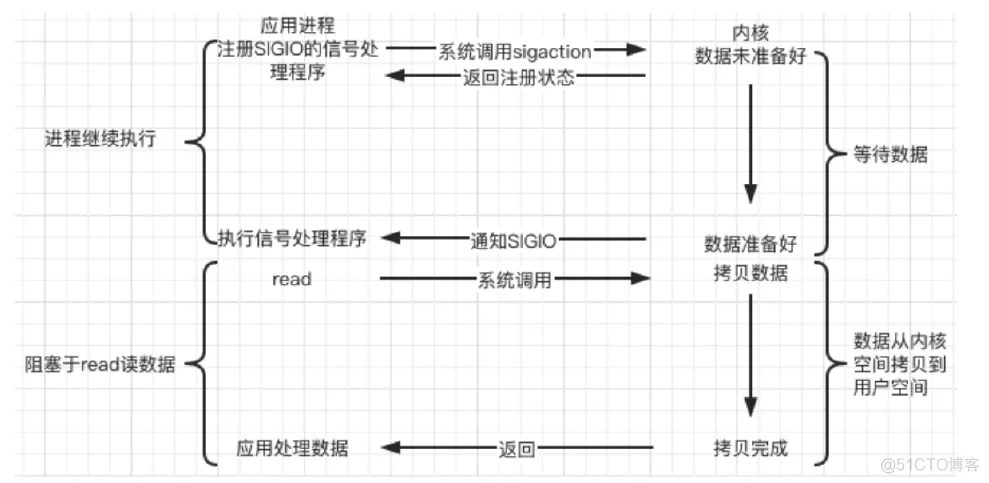 应用进程
注册SIGIO的信号处
理程序
系统调用sigaction
返回注册状态
内核
数据未准备好
进程继续执行
等待数据
执行信号处理程序
通知SIGIO
数据准备好
read
系统调用
拷贝数据
阻塞于read读数据
数据从内核
空间拷贝到
用户空间
应用处理数据
返回
拷贝完成
@51CTO博客